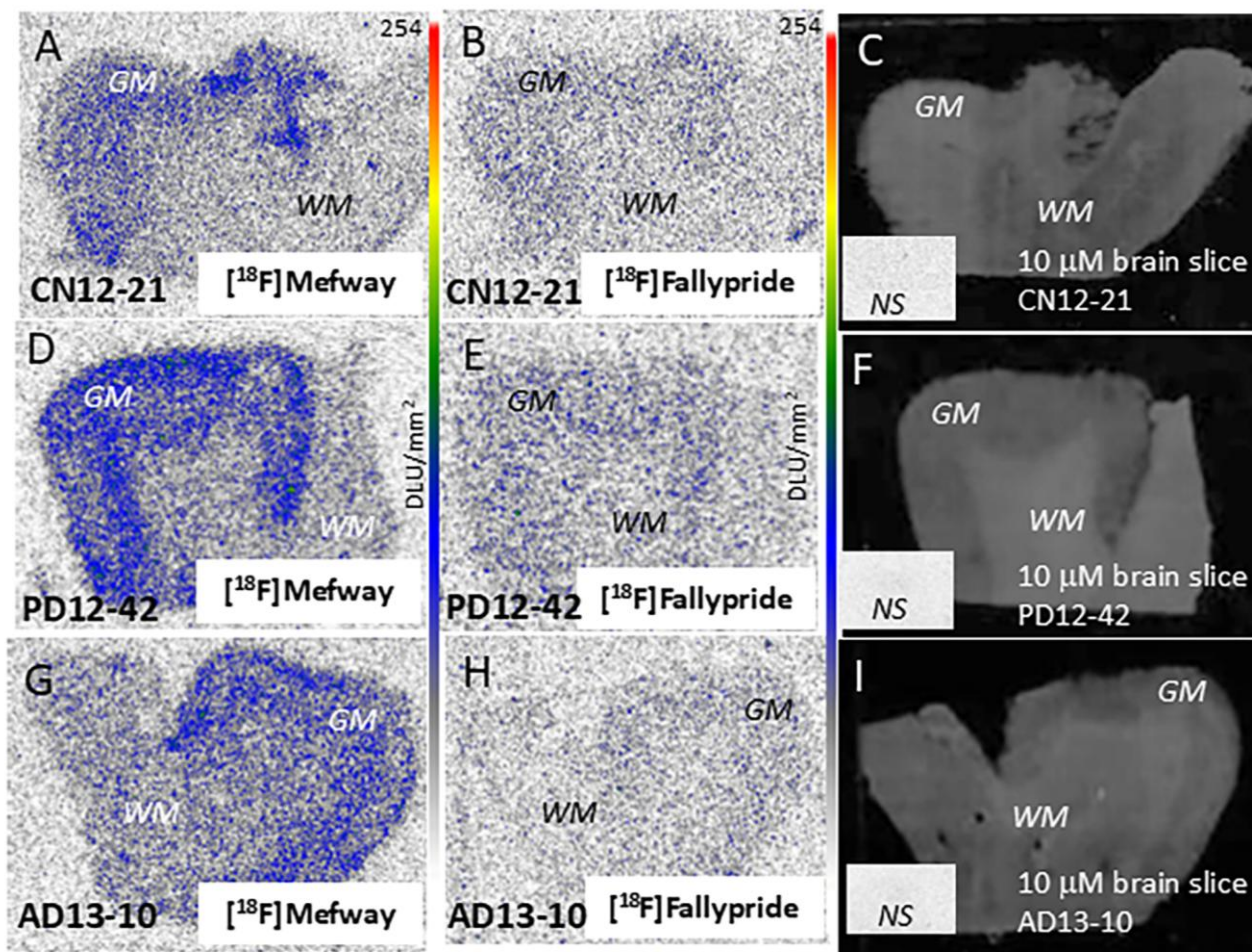 A
GM
WM
CN12-21
[¹⁸F]Mefway
254
B
GM
WM
CN12-21
[¹⁸F]Fallypride
254
C
GM
WM
NS
10 µM brain slice
CN12-21
D
GM
WM
PD12-42
[¹⁸F]Mefway
DLU/mm²
E
GM
WM
PD12-42
[¹⁸F]Fallypride
DLU/mm²
F
GM
WM
NS
10 µM brain slice
PD12-42
G
GM
WM
AD13-10
[¹⁸F]Mefway
H
GM
WM
AD13-10
[¹⁸F]Fallypride
I
GM
WM
NS
10 µM brain slice
AD13-10